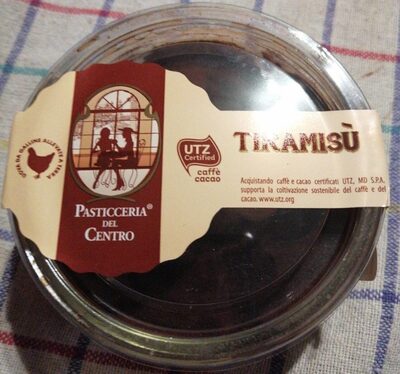 UOVA DA GALLINE ALLEVATE A TERRA
PASTICCERIA®
DEL
CENTRO
UTZ
Certified
caffè
cacao
TIRAMISÙ
Acquistando caffè e cacao certificati UTZ, MD S.P.A.
supporta la coltivazione sostenibile del caffè e del
cacao. www.utz.org